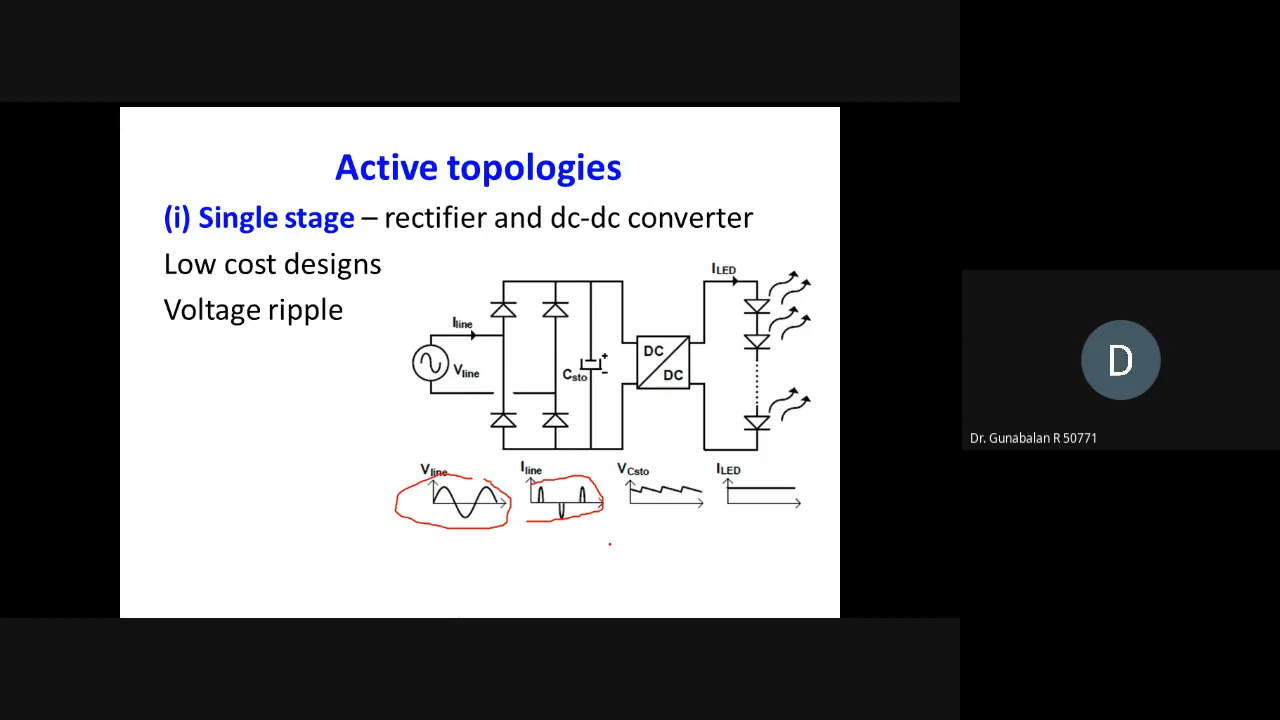 Active topologies
(i) Single stage – rectifier and dc-dc converter
Low cost designs
Voltage ripple
ILED
Iline
Vline
Csto
+
-
DC
DC
Vline
Iline
VCsto
ILED
D
Dr. Gunabalan R 50771